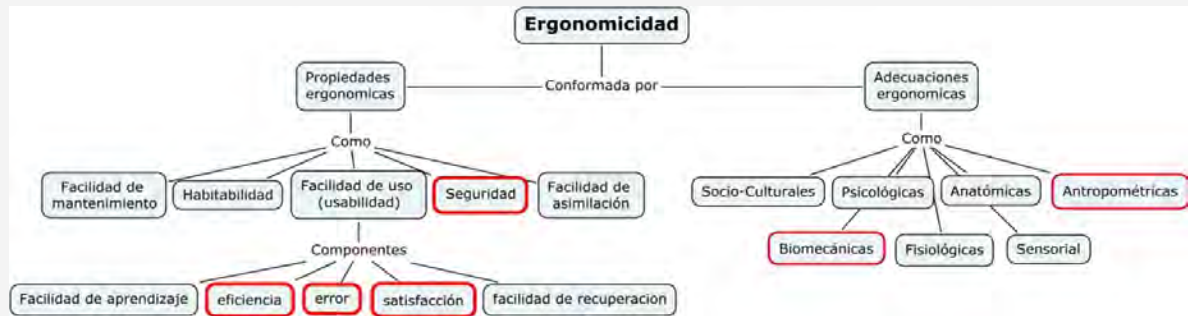 Ergonomicidad
Propiedades
ergonomicas
Conformada por
Adecuaciones
ergonomicas
Como
Como
Facilidad de
mantenimiento
Habitabilidad
Facilidad de uso
(usabilidad)
Seguridad
Facilidad de
asimilación
Socio-Culturales
Psicológicas
Anatómicas
Antropométricas
Biomecánicas
Fisiológicas
Sensorial
Componentes
Facilidad de aprendizaje
eficiencia
error
satisfacción
facilidad de recuperacion